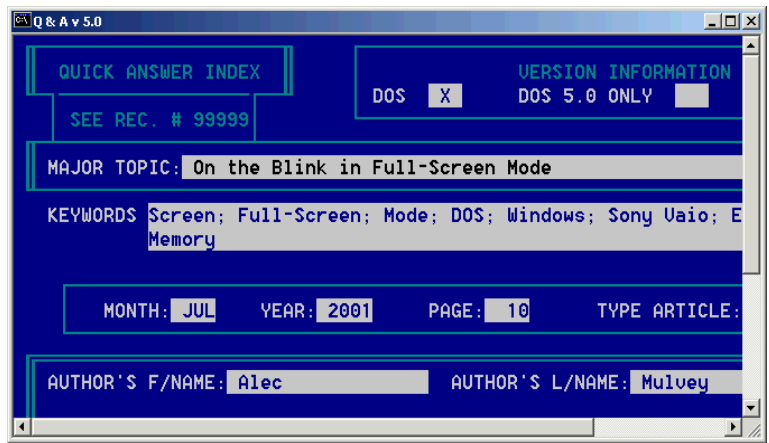 Q & A v 5.0
QUICK ANSWER INDEX
VERSION INFORMATION
DOS X DOS 5.0 ONLY
SEE REC. # 99999
MAJOR TOPIC: On the Blink in Full-Screen Mode
KEYWORDS Screen; Full-Screen; Mode; DOS; Windows; Sony Vaio; E
Memory
MONTH: JUL YEAR: 2001 PAGE: 10 TYPE ARTICLE:
AUTHOR'S F/NAME: Alec AUTHOR'S L/NAME: Mulvey